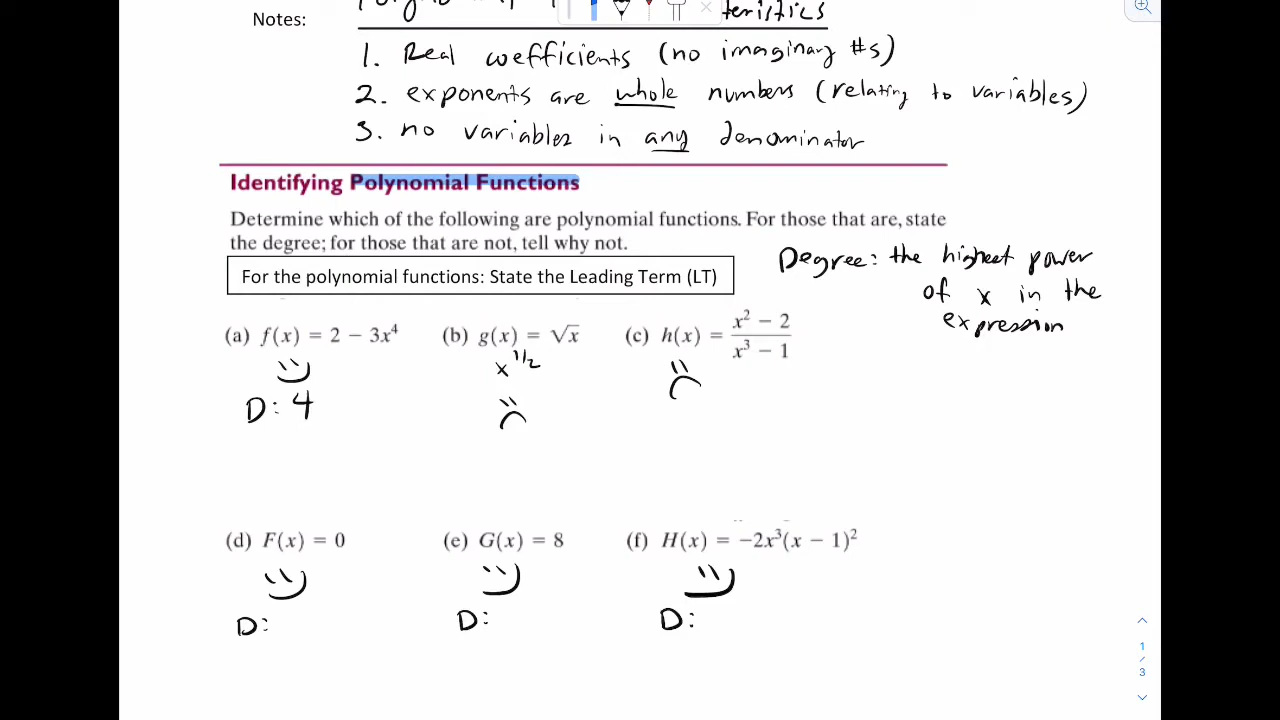 Notes:
teristics
1. Real coefficients (no imaginary #s)
2. exponents are whole numbers (relating to variables)
3. no variables in any denominator
Identifying Polynomial Functions
Determine which of the following are polynomial functions. For those that are, state
the degree; for those that are not, tell why not.
For the polynomial functions: State the Leading Term (LT)
Degree: the highest power
of x in the
expression
(a) f(x) = 2 − 3x⁴ (b) g(x) = √x (c) h(x) = (x² − 2)/(x³ − 1)
x^1/2
D: 4
(d) F(x) = 0 (e) G(x) = 8 (f) H(x) = −2x³(x − 1)²
D: D: D:
1
/
3